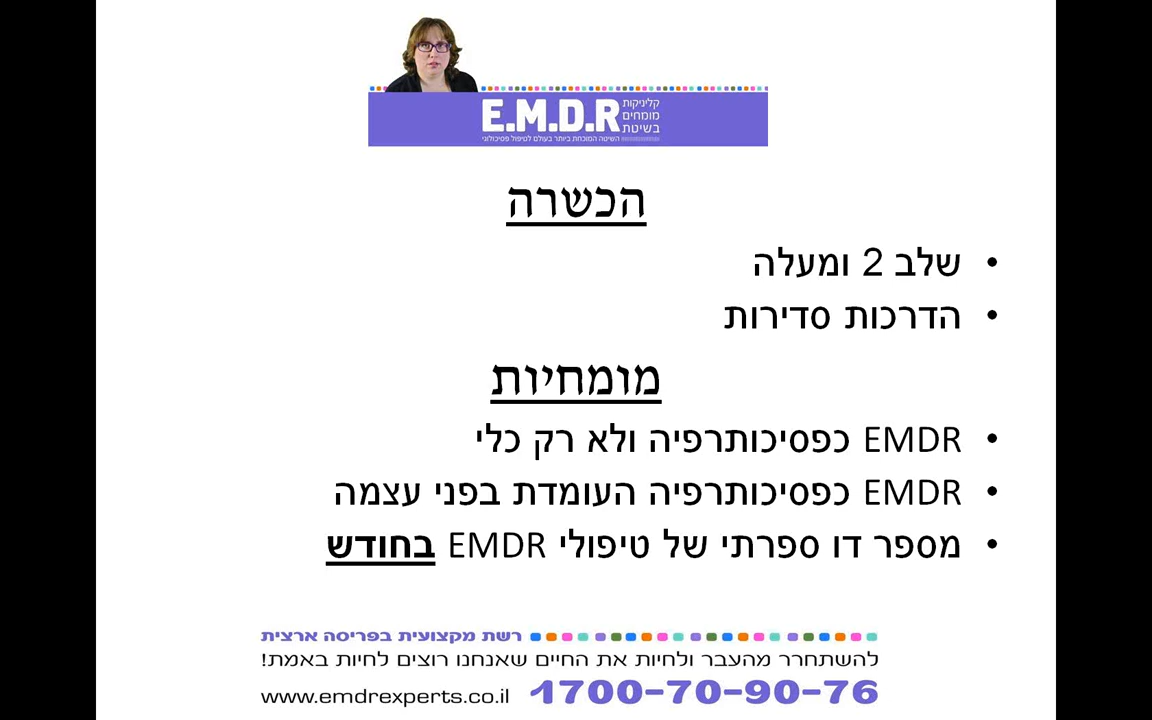 E.M.D.R
קליניקות
מומחים
בשיטת
השיטה המוכחת ביותר בעולם לטיפול פסיכולוגי
הכשרה
• שלב 2 ומעלה
• הדרכות סדירות
מומחיות
• EMDR כפסיכותרפיה ולא רק כלי
• EMDR כפסיכותרפיה העומדת בפני עצמה
• מספר דו ספרתי של טיפולי EMDR בחודש
רשת מקצועית בפריסה ארצית
להשתחרר מהעבר ולחיות את החיים שאנחנו רוצים לחיות באמת!
1700-70-90-76 www.emdrexperts.co.il